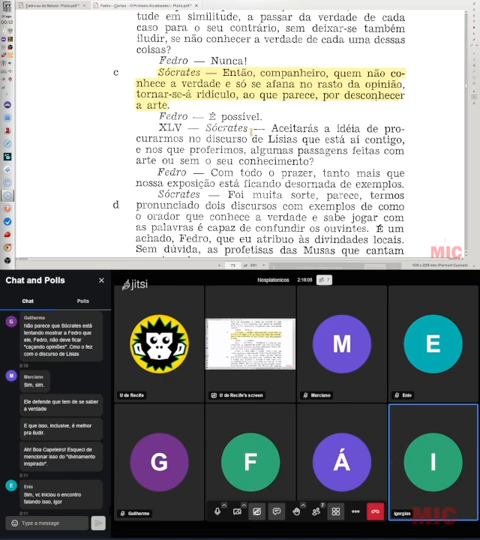 tude em similitude, a passar da verdade de cada
caso para o seu contrário, sem deixar-se também
iludir, se não conhecer a verdade de cada uma dessas
coisas?
Fedro — Nunca!
c
Sócrates — Então, companheiro, quem não co-
nhece a verdade e só se afana no rasto da opinião,
tornar-se-á ridículo, ao que parece, por desconhecer
a arte.
Fedro — É possível.
XLV — Sócrates — Aceitarás a idéia de pro-
curarmos no discurso de Lísias que está aí contigo,
e nos que proferimos, algumas passagens feitas com
arte ou sem o seu conhecimento?
Fedro — Com todo o prazer, tanto mais que
nossa exposição está ficando desornada de exemplos.
Sócrates — Foi muita sorte, parece, termos
d
pronunciado dois discursos com exemplos de como
o orador que conhece a verdade e sabe jogar com
as palavras é capaz de confundir os ouvintes. É um
achado, Fedro, que eu atribuo às divindades locais.
Sem dúvida, as profetisas das Musas que cantam
MIC
Chat and Polls
Chat
Polls
Guilherme
Não parece que Sócrates está
tentando mostrar a Fedro que
ele, Fedro, não deve ficar
"caçando opiniões". Cmo o fez
com o discurso de Lísias
Marciano
Sim, sim.
Ele defende que tem de se saber
a verdade
E que isso, inclusive, é melhor
pra iludir.
Ah! Boa Capeleiro! Esqueci de
mencionar isso do "divinamento
inspirado".
Enio
Sim, vc iniciou o encontro
falando isso, Igor
Type a message
jitsi
Nosplatonicos
U do Recife
U do Recife's screen
M
Marciano
E
Enio
G
Guilherme
F
Á
I
Igorgias
MIC